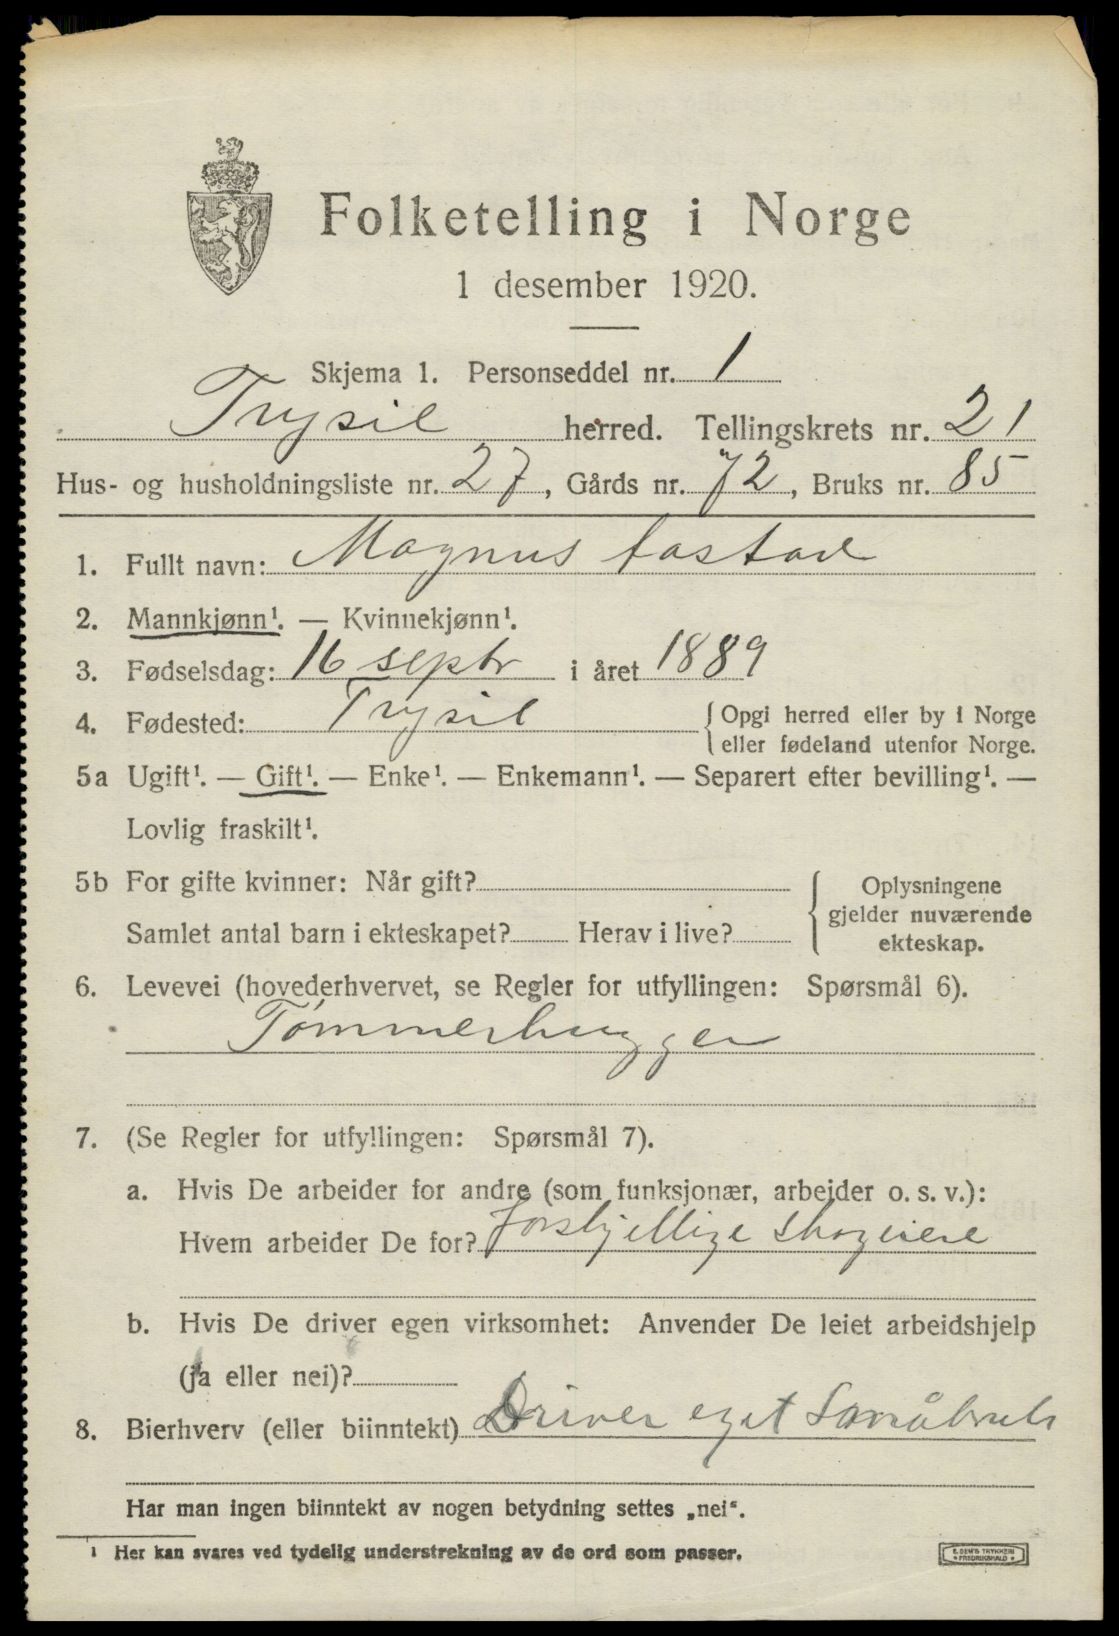 Folketelling i Norge
1 desember 1920.
Skjema 1. Personseddel nr. 1
Trysil herred. Tellingskrets nr. 21
Hus- og husholdningsliste nr. 27, Gårds nr. 72, Bruks nr. 85
1. Fullt navn: Magnus
2. Mannkjønn¹. — Kvinnekjønn¹.
3. Fødselsdag: 16 septr i året 1889
4. Fødested: Trysil { Opgi herred eller by i Norge
eller fødeland utenfor Norge.
5a Ugift¹. — Gift¹. — Enke¹. — Enkemann¹. — Separert efter bevilling¹. —
Lovlig fraskilt¹.
5b For gifte kvinner: Når gift? { Oplysningene
gjelder nuværende
Samlet antal barn i ekteskapet? Herav i live?
ekteskap.
6. Levevei (hovederhvervet, se Regler for utfyllingen: Spørsmål 6).
Tømmerhugger
7. (Se Regler for utfyllingen: Spørsmål 7).
a. Hvis De arbeider for andre (som funksjonær, arbeider o. s. v.):
Hvem arbeider De for? forskjellige skogeiere
b. Hvis De driver egen virksomhet: Anvender De leiet arbeidshjelp
(ja eller nei)?
8. Bierhverv (eller biinntekt) Driver eget Småbruk
Har man ingen biinntekt av nogen betydning settes „nei“.
¹ Her kan svares ved tydelig understrekning av de ord som passer.
E. SEM'S TRYKKERI
FREDRIKSHALD